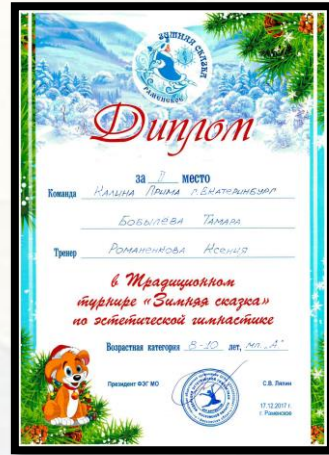 ЗИМНЯЯ СКАЗКА
РАМЕНСКОЕ
Диплом
за II место
Команда КАЛИНА ПРИМА г. ЕКАТЕРИНБУРГ
БОБЫЛЕВА ТАМАРА
Тренер РОМАНЕНКОВА КСЕНИЯ
в Традиционном
турнире «Зимняя сказка»
по эстетической гимнастике
Возрастная категория 8-10 лет, мл. „А"
Президент ФЭГ МО С.В. Лялин
17.12.2017 г.
г. Раменское